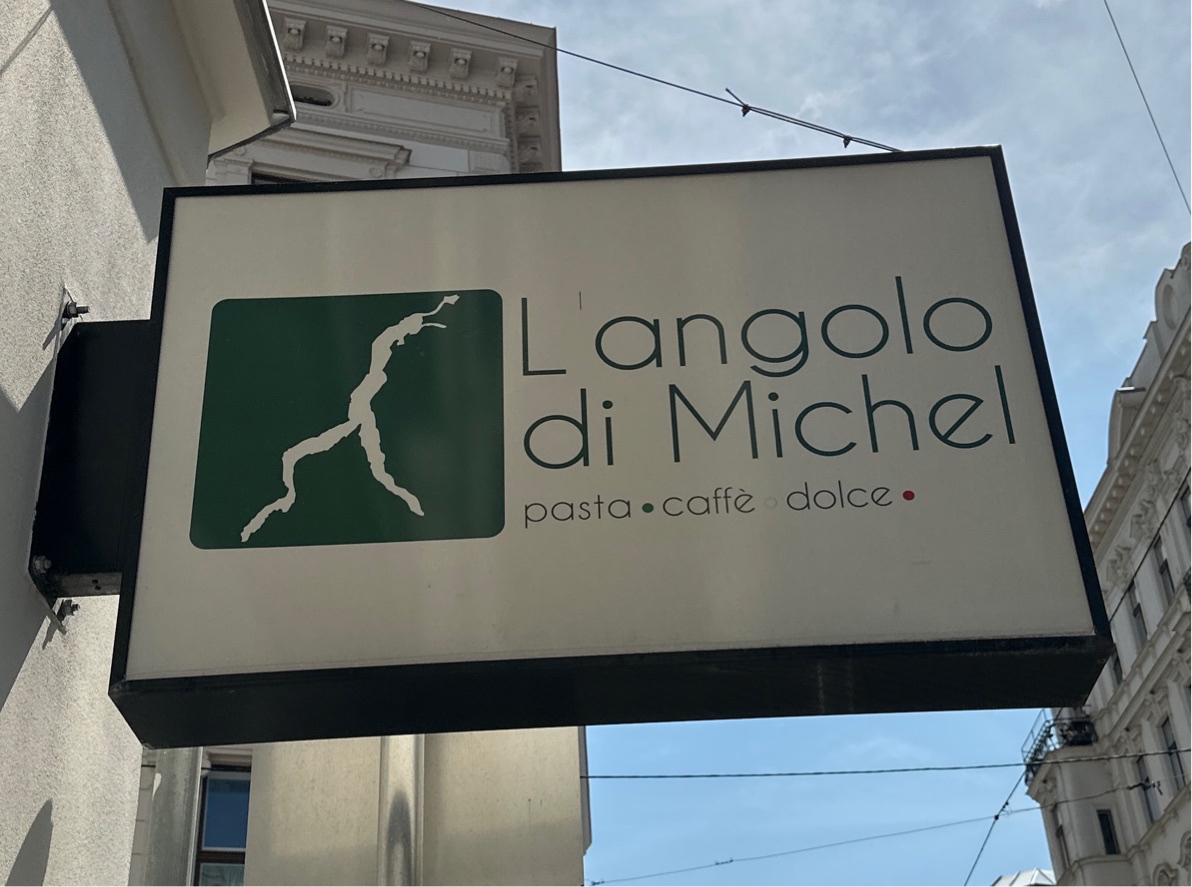 L'angolo
di Michel
pasta • caffè • dolce •